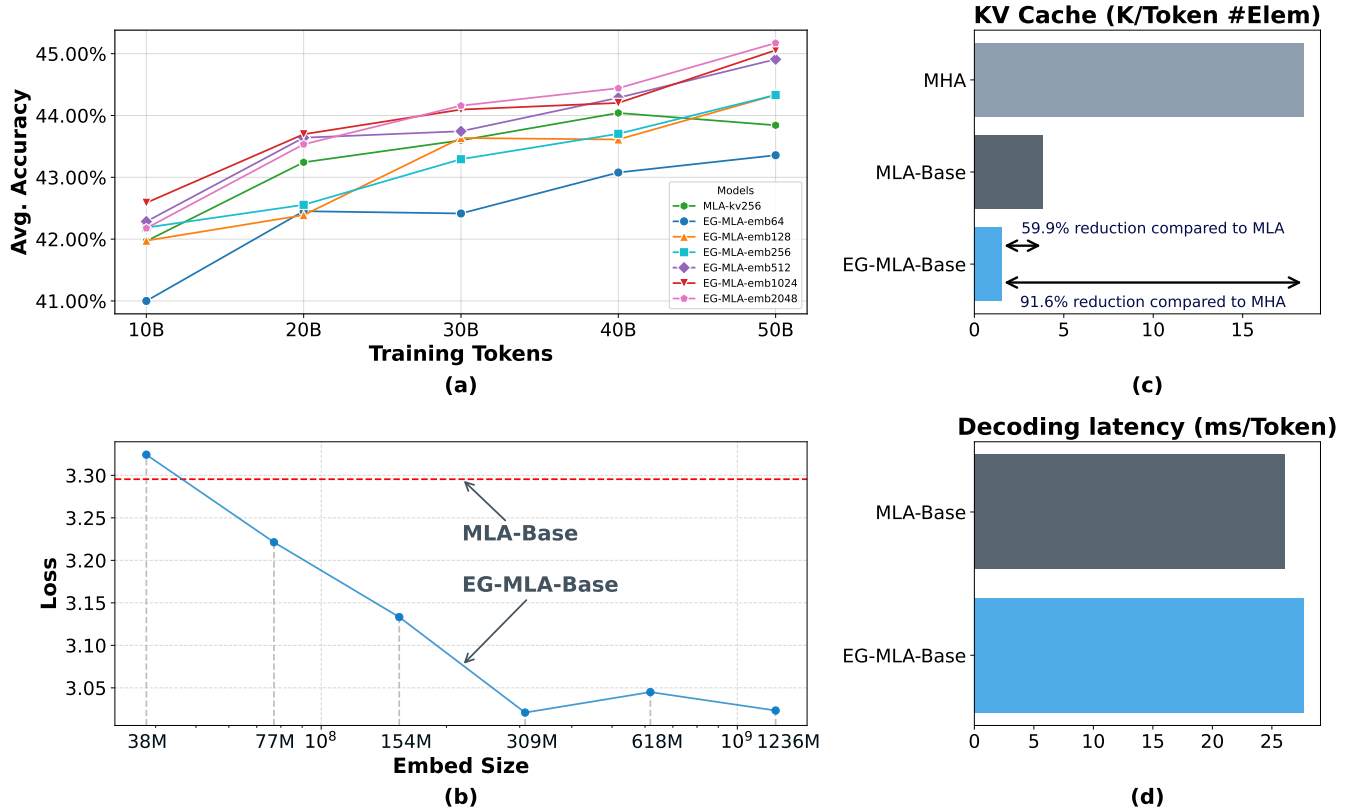 45.00%
44.00%
43.00%
42.00%
41.00%
Avg. Accuracy
10B 20B 30B 40B 50B
Training Tokens
(a)
Models
MLA-kv256
EG-MLA-emb64
EG-MLA-emb128
EG-MLA-emb256
EG-MLA-emb512
EG-MLA-emb1024
EG-MLA-emb2048
KV Cache (K/Token #Elem)
MHA
MLA-Base
EG-MLA-Base
59.9% reduction compared to MLA
91.6% reduction compared to MHA
0 5 10 15
(c)
3.30
3.25
3.20
3.15
3.10
3.05
Loss
MLA-Base
EG-MLA-Base
38M 77M 10⁸ 154M 309M 618M 10⁹ 1236M
Embed Size
(b)
Decoding latency (ms/Token)
MLA-Base
EG-MLA-Base
0 5 10 15 20 25
(d)